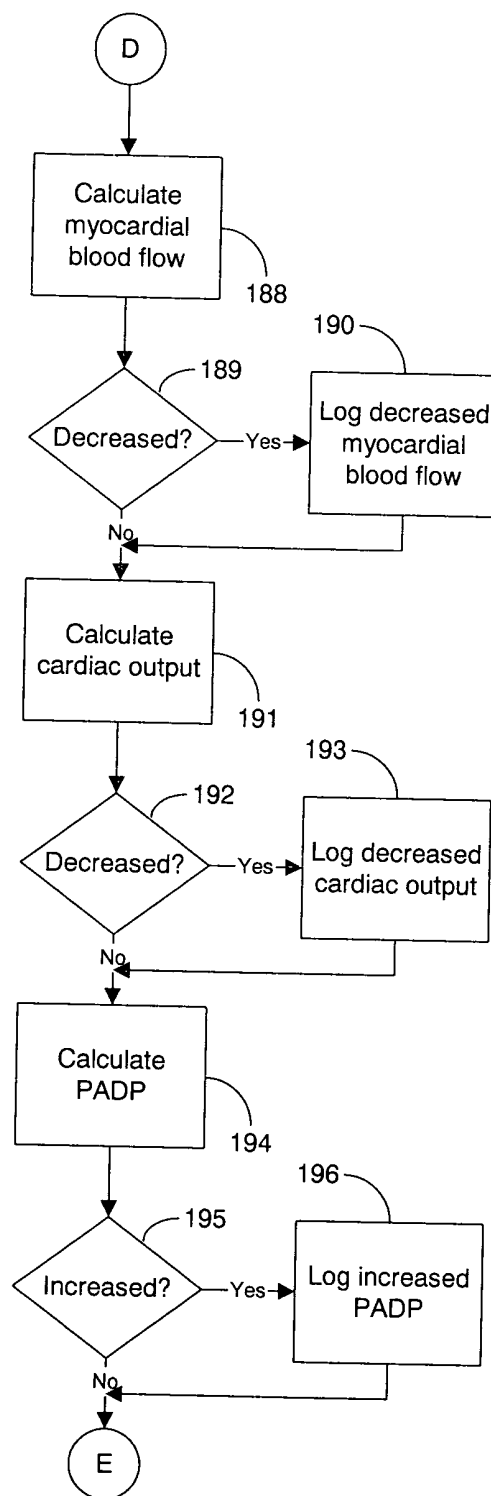 D
Calculate
myocardial
blood flow
188
189
190
Decreased?
Yes
Log decreased
myocardial
blood flow
No
Calculate
cardiac output
191
192
193
Decreased?
Yes
Log decreased
cardiac output
No
Calculate
PADP
194
195
196
Increased?
Yes
Log increased
PADP
No
E